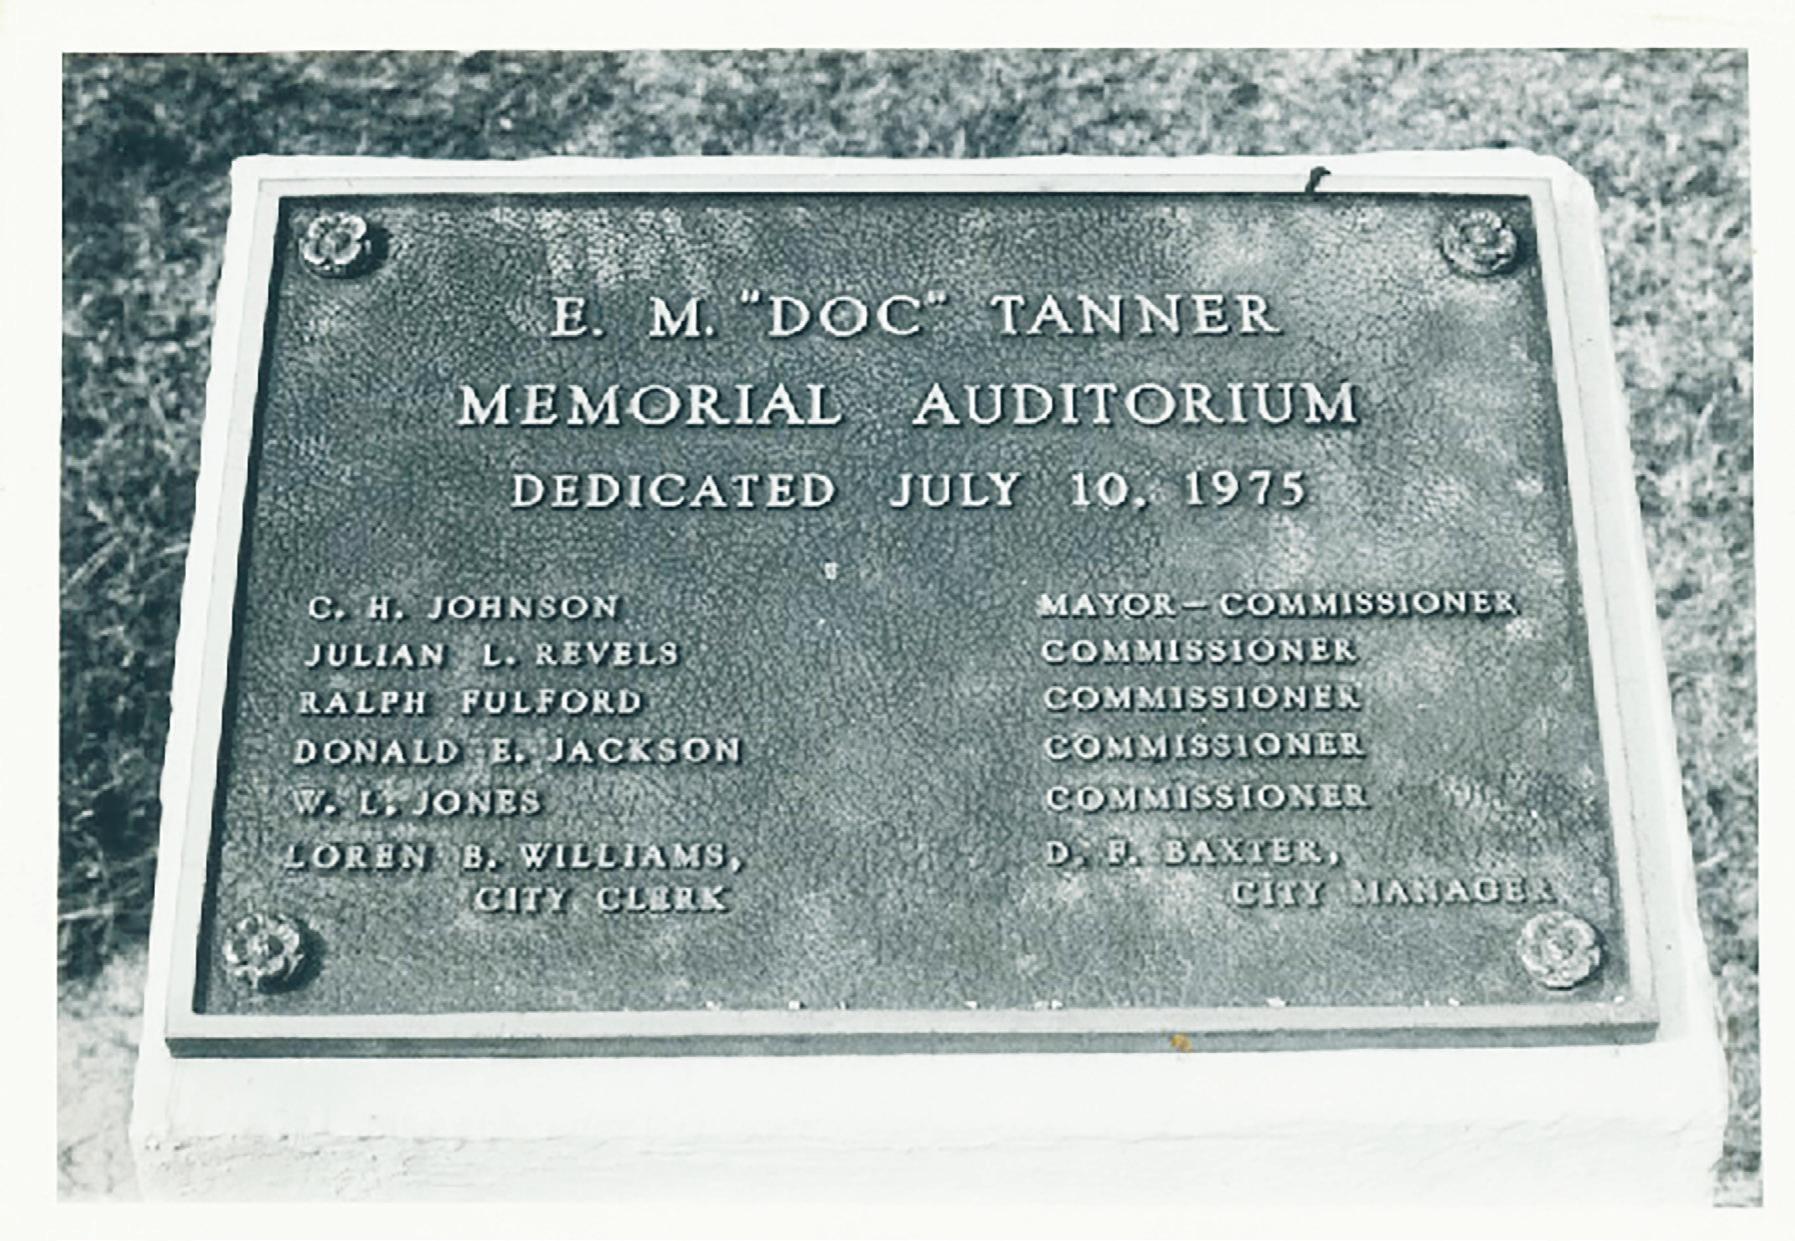 E. M. "DOC" TANNER
MEMORIAL AUDITORIUM
DEDICATED JULY 10, 1975
C. H. JOHNSON MAYOR-COMMISSIONER
JULIAN L. REVELS COMMISSIONER
RALPH FULFORD COMMISSIONER
DONALD E. JACKSON COMMISSIONER
W. L. JONES COMMISSIONER
LOREN B. WILLIAMS, D. F. BAXTER,
CITY CLERK CITY MANAGER